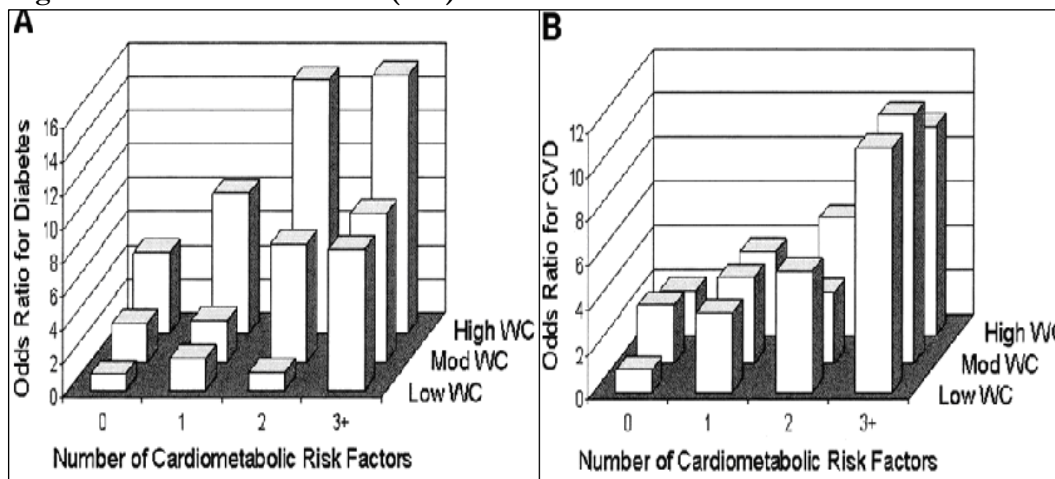 A
Odds Ratio for Diabetes
16
14
12
10
8
6
4
2
0
0 1 2 3+
High WC
Mod WC
Low WC
Number of Cardiometabolic Risk Factors
B
Odds Ratio for CVD
12
10
8
6
4
2
0
0 1 2 3+
High WC
Mod WC
Low WC
Number of Cardiometabolic Risk Factors